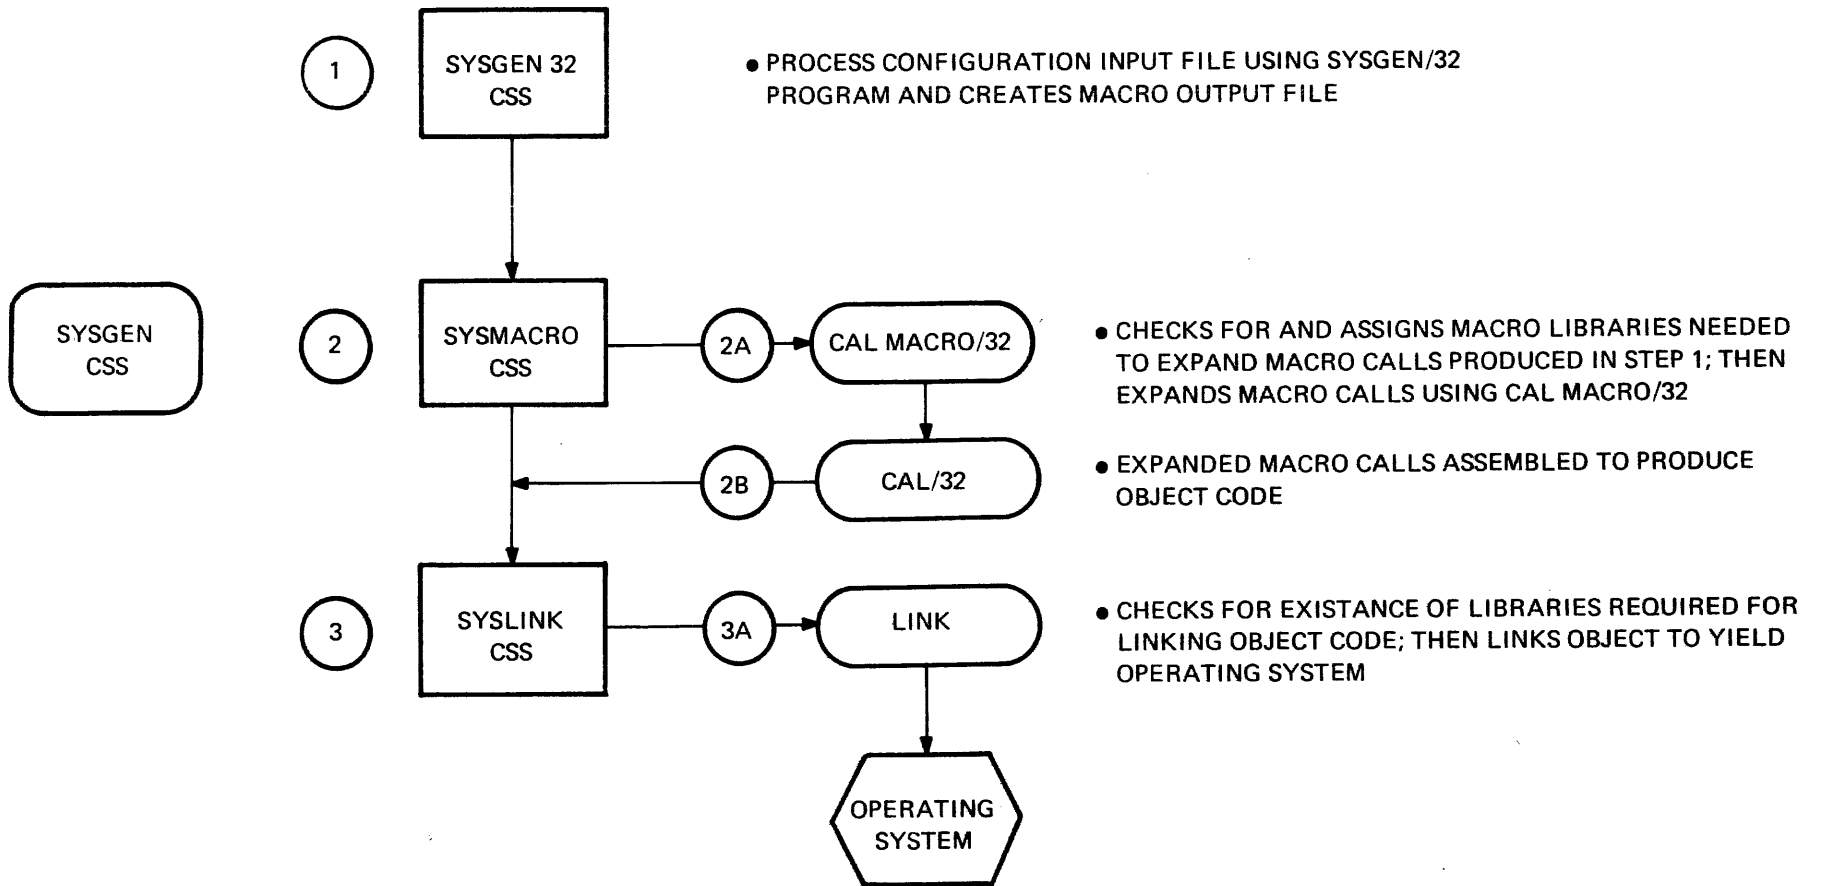 1
SYSGEN 32
CSS
● PROCESS CONFIGURATION INPUT FILE USING SYSGEN/32
PROGRAM AND CREATES MACRO OUTPUT FILE
SYSGEN
CSS
2
SYSMACRO
CSS
2A
CAL MACRO/32
● CHECKS FOR AND ASSIGNS MACRO LIBRARIES NEEDED
TO EXPAND MACRO CALLS PRODUCED IN STEP 1; THEN
EXPANDS MACRO CALLS USING CAL MACRO/32
2B
CAL/32
● EXPANDED MACRO CALLS ASSEMBLED TO PRODUCE
OBJECT CODE
3
SYSLINK
CSS
3A
LINK
● CHECKS FOR EXISTANCE OF LIBRARIES REQUIRED FOR
LINKING OBJECT CODE; THEN LINKS OBJECT TO YIELD
OPERATING SYSTEM
OPERATING
SYSTEM